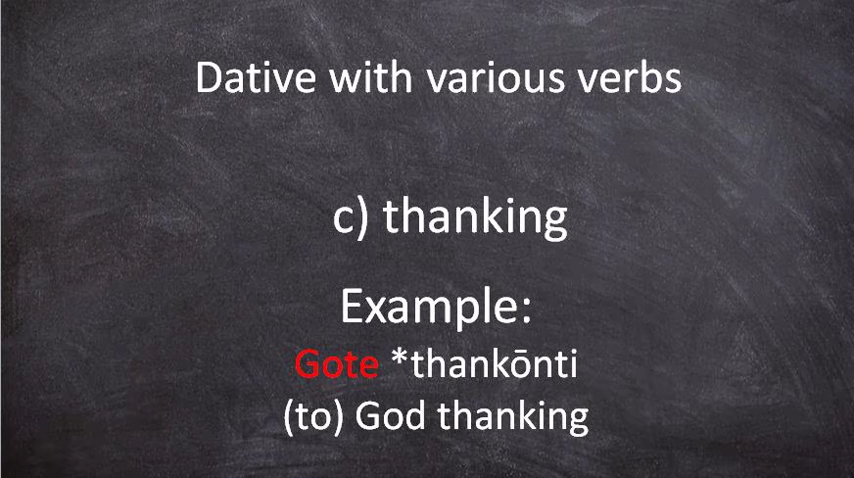 Dative with various verbs
c) thanking
Example:
Gote *thankōnti
(to) God thanking